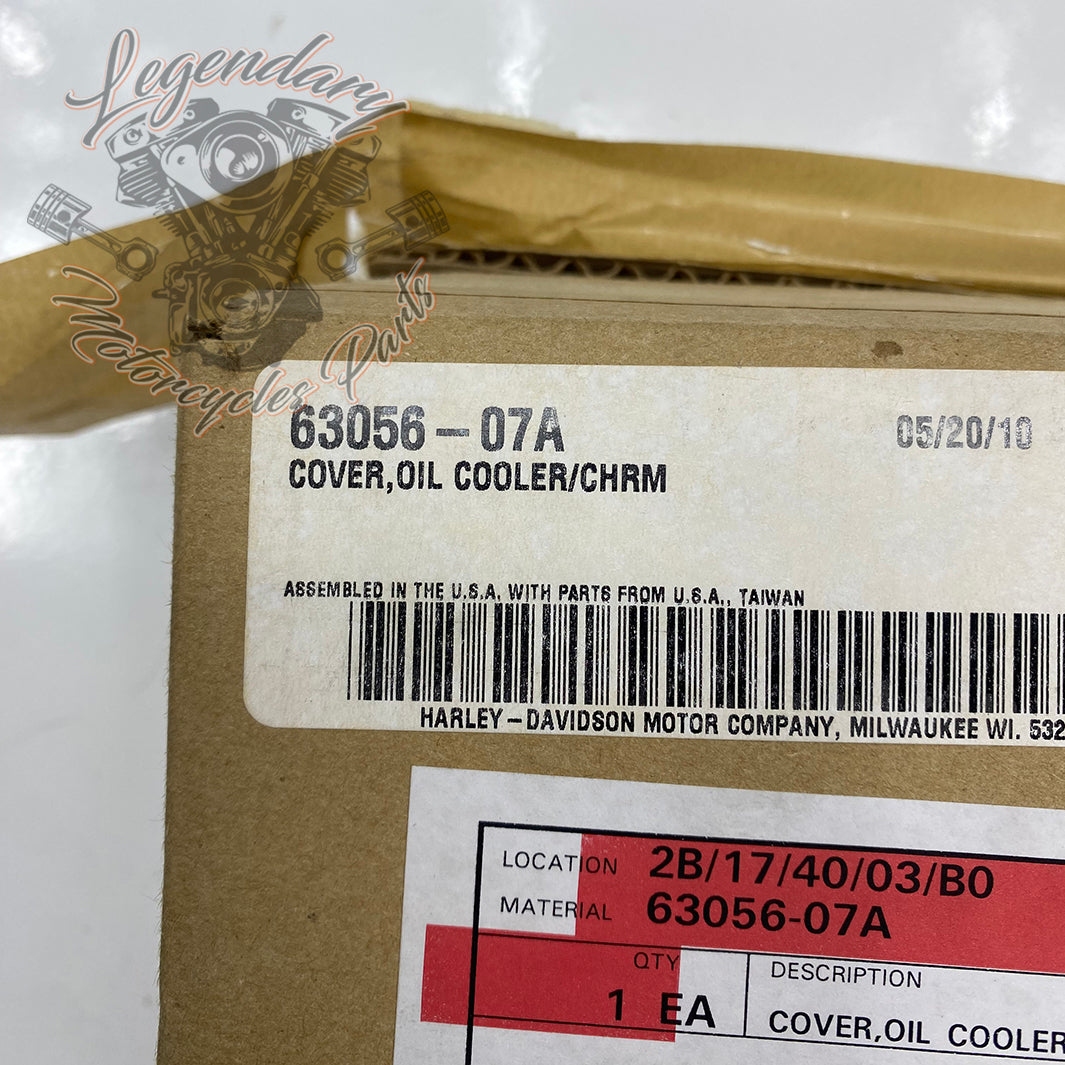 Legendary
Motorcycles Parts
63056-07A 05/20/10
COVER,OIL COOLER/CHRM
ASSEMBLED IN THE U.S.A. WITH PARTS FROM U.S.A., TAIWAN
HARLEY-DAVIDSON MOTOR COMPANY, MILWAUKEE WI. 532
LOCATION 2B/17/40/03/B0
MATERIAL 63056-07A
QTY DESCRIPTION
1 EA COVER,OIL COOLER